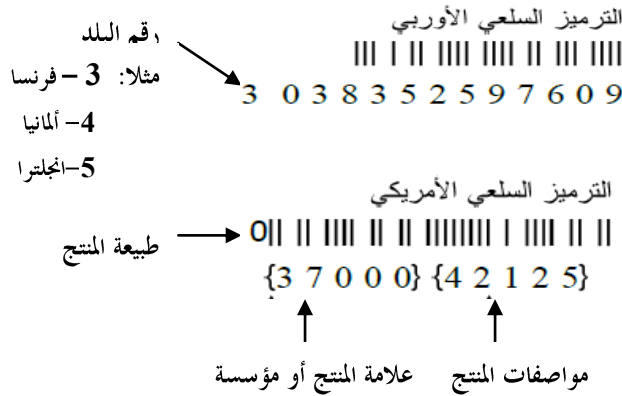 الترميز السلعي الأوربي
رقم البلد
3 0 3 8 3 5 2 5 9 7 6 0 9
مثلا: 3 – فرنسا
4– ألمانيا
5–انجلترا
الترميز السلعي الأمريكي
0
طبيعة المنتج
{3 7 0 0 0} {4 2 1 2 5}
علامة المنتج أو مؤسسة
مواصفات المنتج